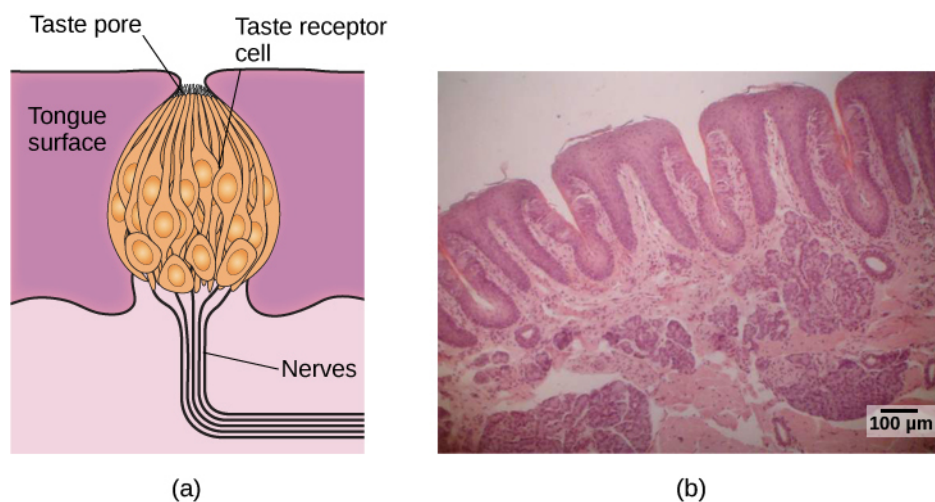 Taste pore
Taste receptor
cell
Tongue
surface
Nerves
100 µm
(a)
(b)